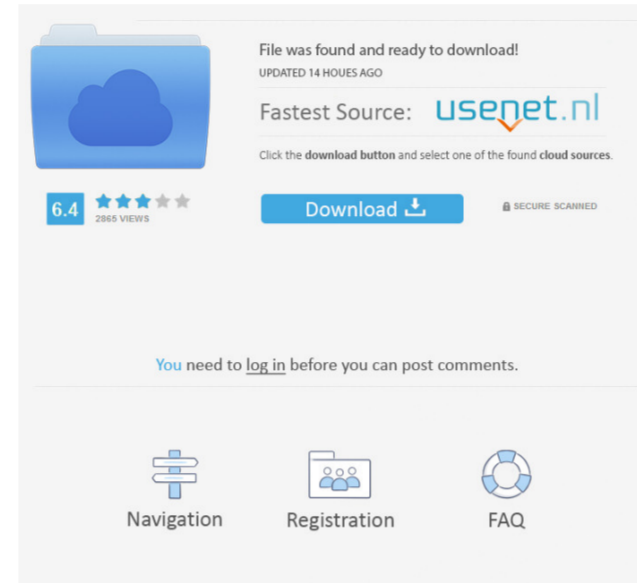 File was found and ready to download!
UPDATED 14 HOUES AGO
Fastest Source: usenet.nl
Click the download button and select one of the found cloud sources.
6.4
2865 VIEWS
Download
SECURE SCANNED
You need to log in before you can post comments.
Navigation
Registration
FAQ